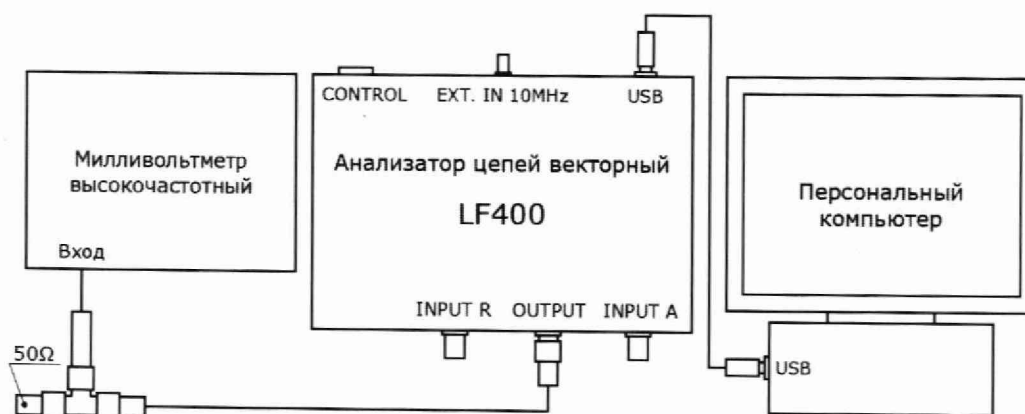 CONTROL
EXT. IN 10MHz
USB
Милливольтметр
высокочастотный
Вход
Анализатор цепей векторный
LF400
INPUT R
OUTPUT
INPUT A
Персональный
компьютер
USB
50Ω